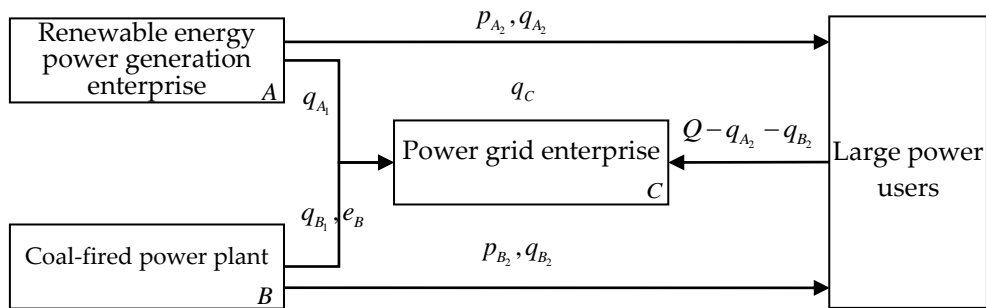 Renewable energy
power generation
enterprise
A
p_{A_2}, q_{A_2}
q_{A_1}
q_C
Power grid enterprise
C
Q - q_{A_2} - q_{B_2}
Large power
users
q_{B_1}, e_B
Coal-fired power plant
B
p_{B_2}, q_{B_2}